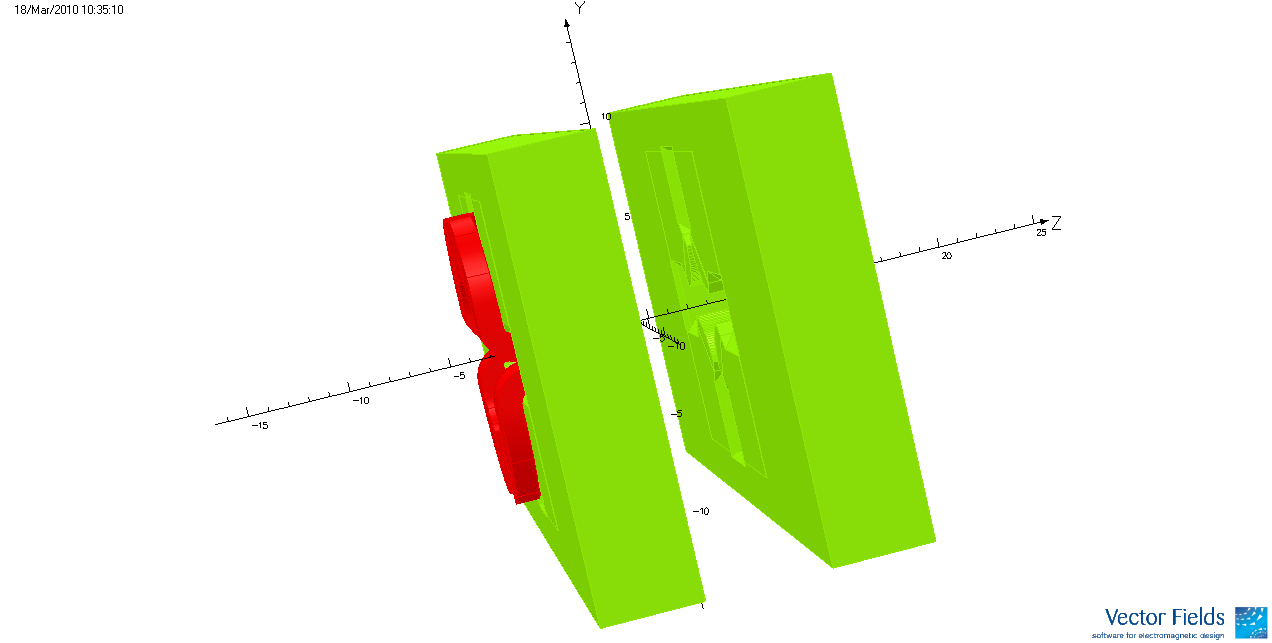 18/Mar/2010 10:35:10
Y
10
5
Z
25
20
-5
-10
-5
-10
-15
-5
-10
Vector Fields
software for electromagnetic design